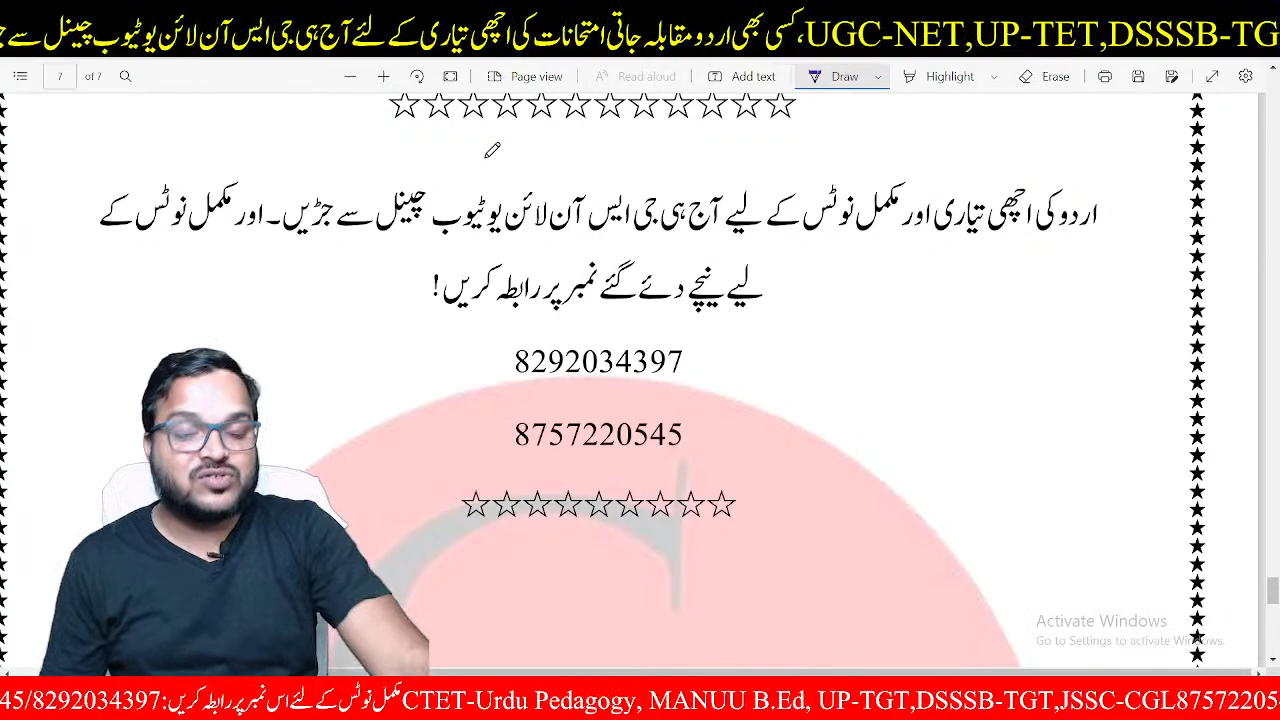 UGC-NET,UP-TET,DSSSB-TG، کسی بھی اردو مقابلہ جاتی امتحانات کی اچھی تیاری کے لئے آج ہی جی ایس آن لائن یوٹیوب چینل سے
7 of 7 Page view Read aloud Add text Draw Highlight Erase
☆☆☆☆☆☆☆☆☆☆☆☆
اردو کی اچھی تیاری اور مکمل نوٹس کے لیے آج ہی جی ایس آن لائن یوٹیوب چینل سے جڑیں۔ اور مکمل نوٹس کے
لیے نیچے دئے گئے نمبر پر رابطہ کریں!
8292034397
8757220545
☆☆☆☆☆☆☆☆☆
Activate Windows
Go to Settings to activate Windows.
CTET-Urdu Pedagogy, MANUU B.Ed, UP-TGT,DSSSB-TGT,JSSC-CGL87572205 مکمل نوٹس کے لئے اس نمبر پر رابطہ کریں: 45/8292034397